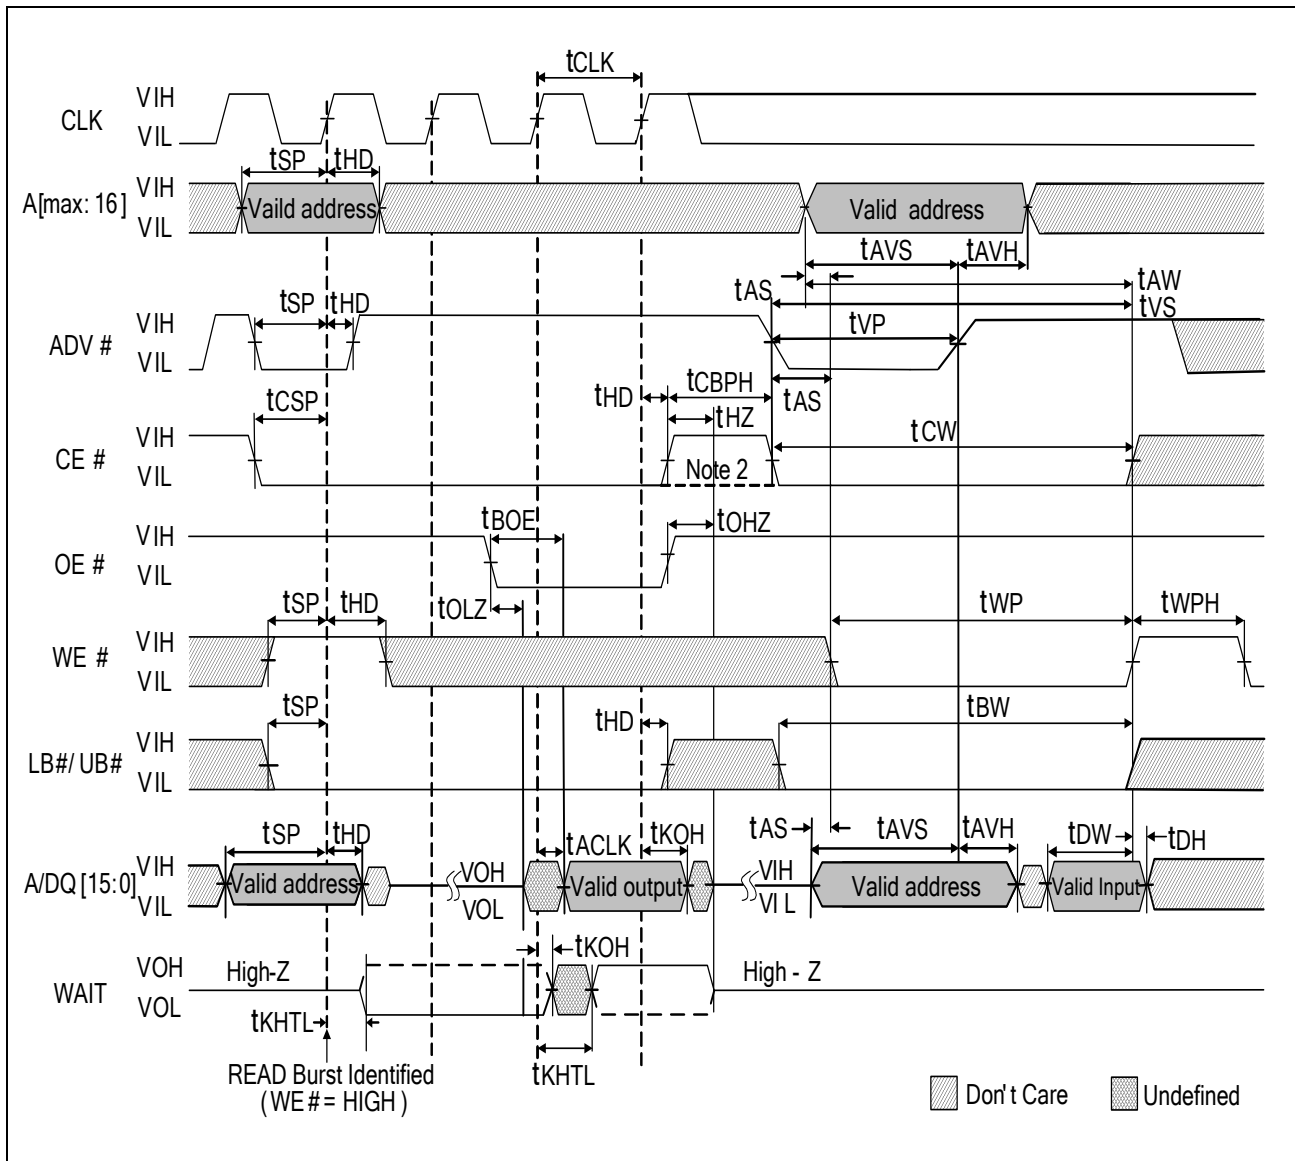 tCLK
CLK VIH
VIL
tSP tHD
A[max: 16] VIH
VIL
Vaild address
Valid address
tAVS tAVH
tAW
tAS
tVS
tSP tHD
ADV # VIH
VIL
tVP
tHD tCBPH
tAS
tCSP
tHZ
tCW
CE # VIH
VIL
Note 2
tBOE
tOHZ
OE # VIH
VIL
tSP tHD
tOLZ
tWP tWPH
WE # VIH
VIL
tSP
tHD
tBW
LB#/ UB# VIH
VIL
tSP tHD
tACLK tKOH
tAS tAVS tAVH tDW tDH
A/DQ [15:0] VIH
VIL
Valid address
VOH
VOL
Valid output
VIH
VIL
Valid address
Valid Input
tKOH
WAIT VOH
VOL
High-Z
High - Z
tKHTL
tKHTL
READ Burst Identified
( WE # = HIGH )
Don't Care
Undefined